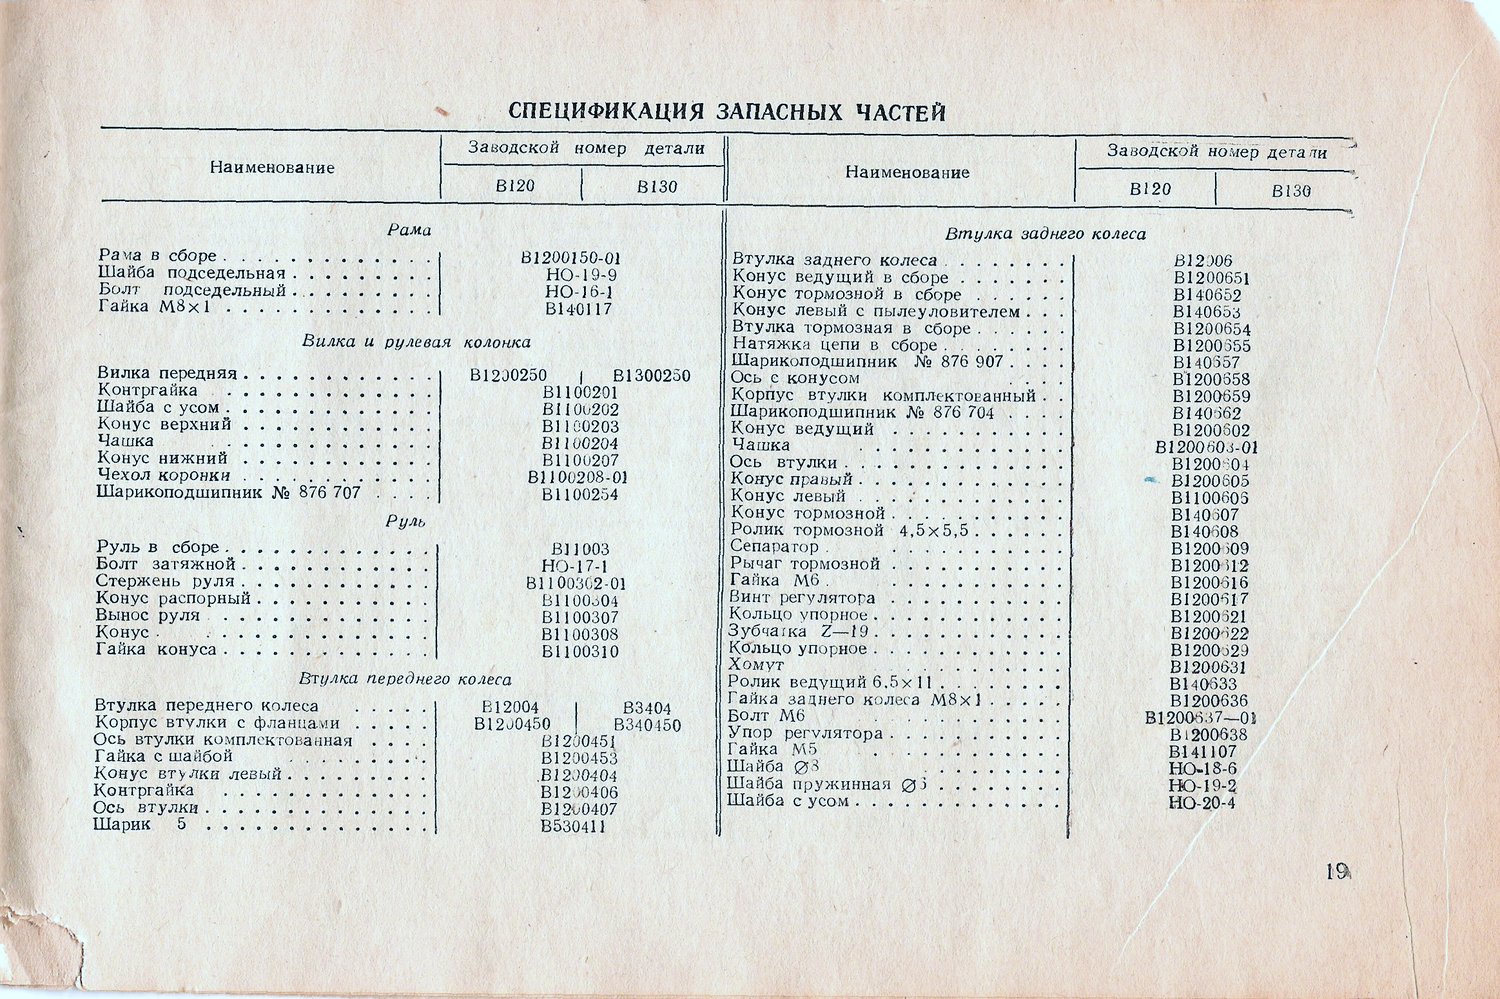 СПЕЦИФИКАЦИЯ ЗАПАСНЫХ ЧАСТЕЙ
Наименование
Заводской номер детали
В120 В130
Рама
Рама в сборе В1200150-01
Шайба подседельная НО-19-9
Болт подседельный НО-16-1
Гайка М8×1 В140117
Вилка и рулевая колонка
Вилка передняя В1200250 В1300250
Контргайка В1100201
Шайба с усом В1100202
Конус верхний В1100203
Чашка В1100204
Конус нижний В1100207
Чехол коронки В1100208-01
Шарикоподшипник № 876 707 В1100254
Руль
Руль в сборе В11003
Болт затяжной НО-17-1
Стержень руля В1100302-01
Конус распорный В1100304
Вынос руля В1100307
Конус В1100308
Гайка конуса В1100310
Втулка переднего колеса
Втулка переднего колеса В12004 В3404
Корпус втулки с фланцами В1200450 В340450
Ось втулки комплектованная В1200451
Гайка с шайбой В1200453
Конус втулки левый В1200404
Контргайка В1200406
Ось втулки В1200407
Шарик 5 В530411
Наименование
Заводской номер детали
В120 В130
Втулка заднего колеса
Втулка заднего колеса В12006
Конус ведущий в сборе В1200651
Конус тормозной в сборе В140652
Конус левый с пылеуловителем В140653
Втулка тормозная в сборе В1200654
Натяжка цепи в сборе В1200655
Шарикоподшипник № 876 907 В140657
Ось с конусом В1200658
Корпус втулки комплектованный В1200659
Шарикоподшипник № 876 704 В140662
Конус ведущий В1200602
Чашка В1200603-01
Ось втулки В1200604
Конус правый В1200605
Конус левый В1100606
Конус тормозной В140607
Ролик тормозной 4,5×5,5 В140608
Сепаратор В1200609
Рычаг тормозной В1200612
Гайка М6 В1200616
Винт регулятора В1200617
Кольцо упорное В1200621
Зубчатка Z—19 В1200622
Кольцо упорное В1200629
Хомут В1200631
Ролик ведущий 6,5×11 В140633
Гайка заднего колеса М8×1 В1200636
Болт М6 В1200637—01
Упор регулятора В1200638
Гайка М5 В141107
Шайба НО-18-6
Шайба пружинная НО-19-2
Шайба с усом НО-20-4
19